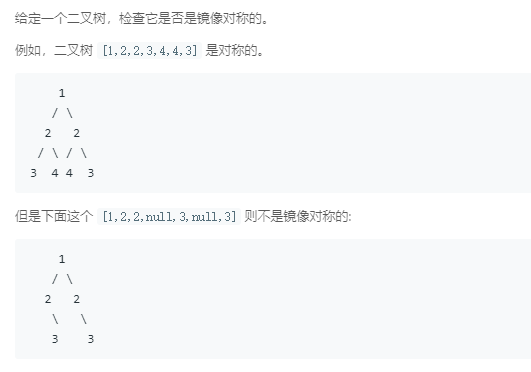 给定一个二叉树，检查它是否是镜像对称的。
例如，二叉树 [1,2,2,3,4,4,3] 是对称的。
    1
   / \
  2   2
 / \ / \
3  4 4  3
但是下面这个 [1,2,2,null,3,null,3] 则不是镜像对称的:
    1
   / \
  2   2
   \   \
   3    3